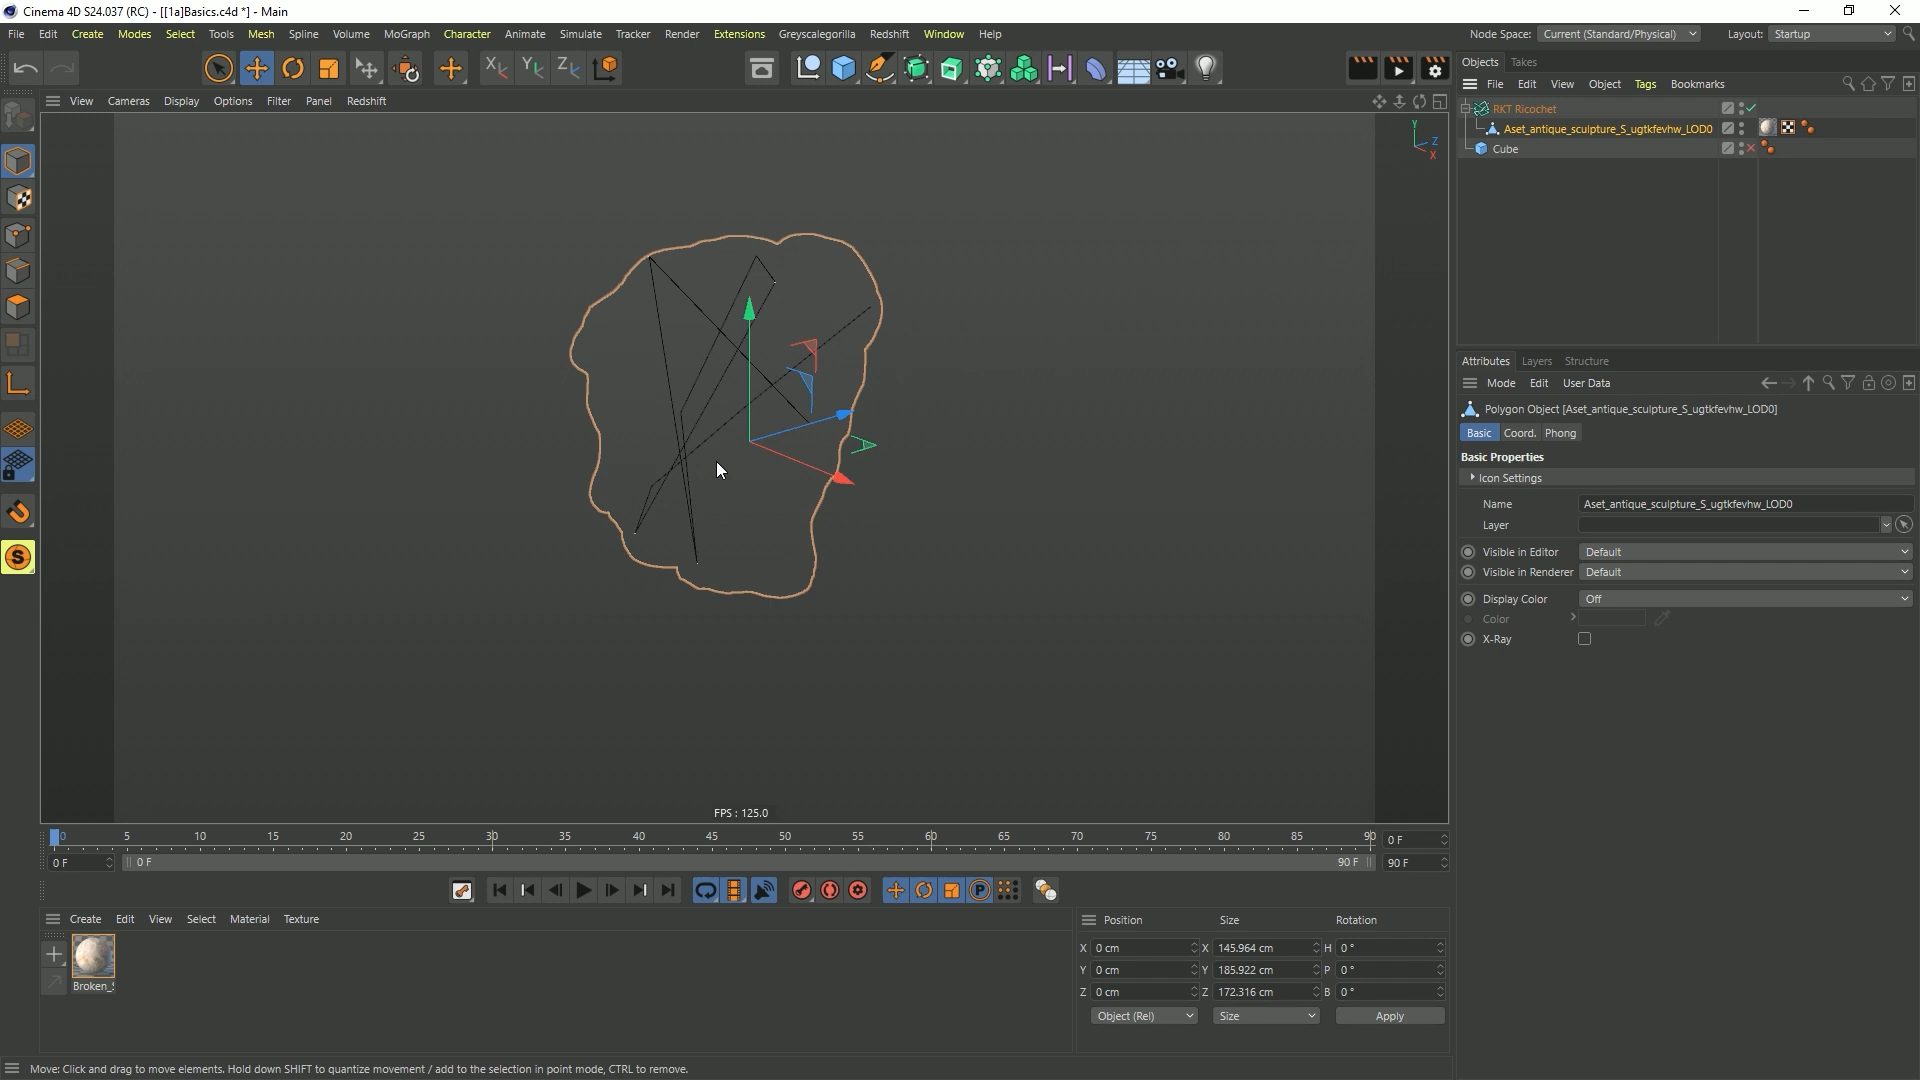 Cinema 4D S24.037 (RC) - [[1a]Basics.c4d *] - Main
File Edit Create Modes Select Tools Mesh Spline Volume MoGraph Character Animate Simulate Tracker Render Extensions Greyscalegorilla Redshift Window Help
Node Space: Current (Standard/Physical) Layout: Startup
X Y Z
Objects Takes
File Edit View Object Tags Bookmarks
View Cameras Display Options Filter Panel Redshift
RKT Ricochet
Aset_antique_sculpture_S_ugtkfevhw_LOD0
Cube
Y
Z
X
Attributes Layers Structure
Mode Edit User Data
Polygon Object [Aset_antique_sculpture_S_ugtkfevhw_LOD0]
Basic Coord. Phong
Basic Properties
Icon Settings
Name Aset_antique_sculpture_S_ugtkfevhw_LOD0
Layer
Visible in Editor Default
Visible in Renderer Default
Display Color Off
Color
X-Ray
S
FPS : 125.0
0 5 10 15 20 25 30 35 40 45 50 55 60 65 70 75 80 85 90 0 F
0 F 0 F 90 F 90 F
P
Create Edit View Select Material Texture
Broken_S
Position Size Rotation
X 0 cm X 145.964 cm H 0 °
Y 0 cm Y 185.922 cm P 0 °
Z 0 cm Z 172.316 cm B 0 °
Object (Rel) Size Apply
Move: Click and drag to move elements. Hold down SHIFT to quantize movement / add to the selection in point mode, CTRL to remove.